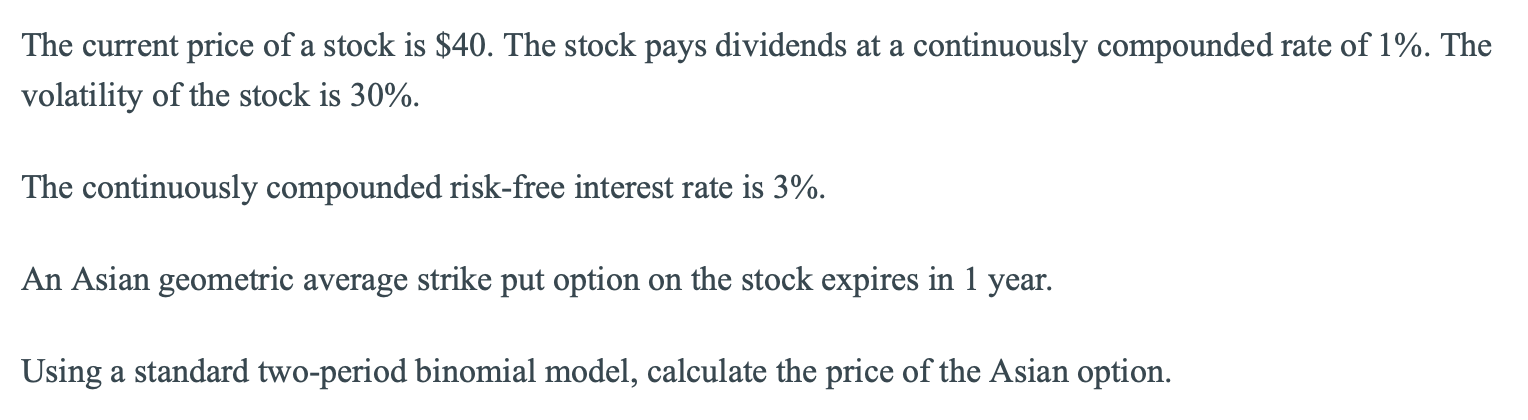 The current price of a stock is $40. The stock pays dividends at a continuously compounded rate of 1%. The
volatility of the stock is 30%.
The continuously compounded risk-free interest rate is 3%.
An Asian geometric average strike put option on the stock expires in 1 year.
Using a standard two-period binomial model, calculate the price of the Asian option.